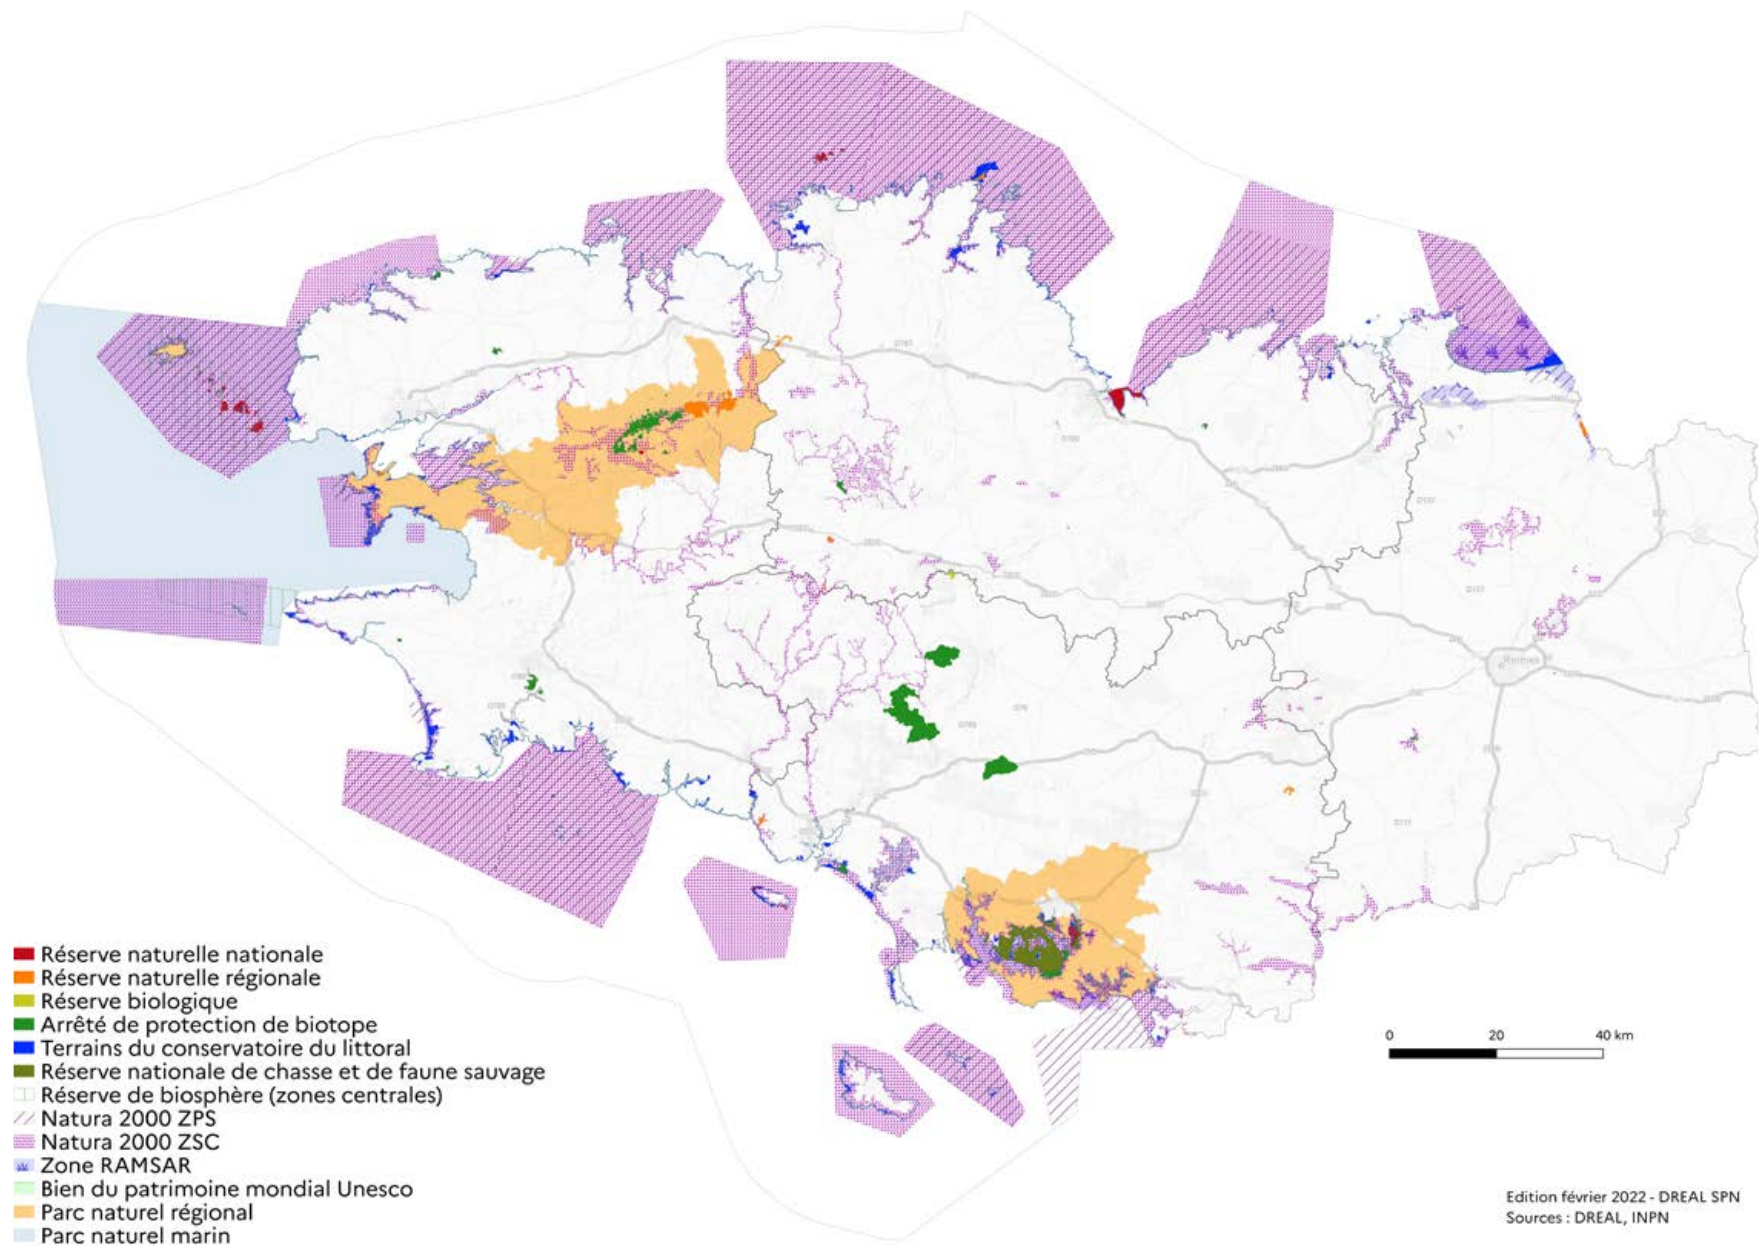 Rennes
Réserve naturelle nationale
Réserve naturelle régionale
Réserve biologique
Arrêté de protection de biotope
Terrains du conservatoire du littoral
Réserve nationale de chasse et de faune sauvage
Réserve de biosphère (zones centrales)
Natura 2000 ZPS
Natura 2000 ZSC
Zone RAMSAR
Bien du patrimoine mondial Unesco
Parc naturel régional
Parc naturel marin
0 20 40 km
Edition février 2022 - DREAL SPN
Sources : DREAL, INPN